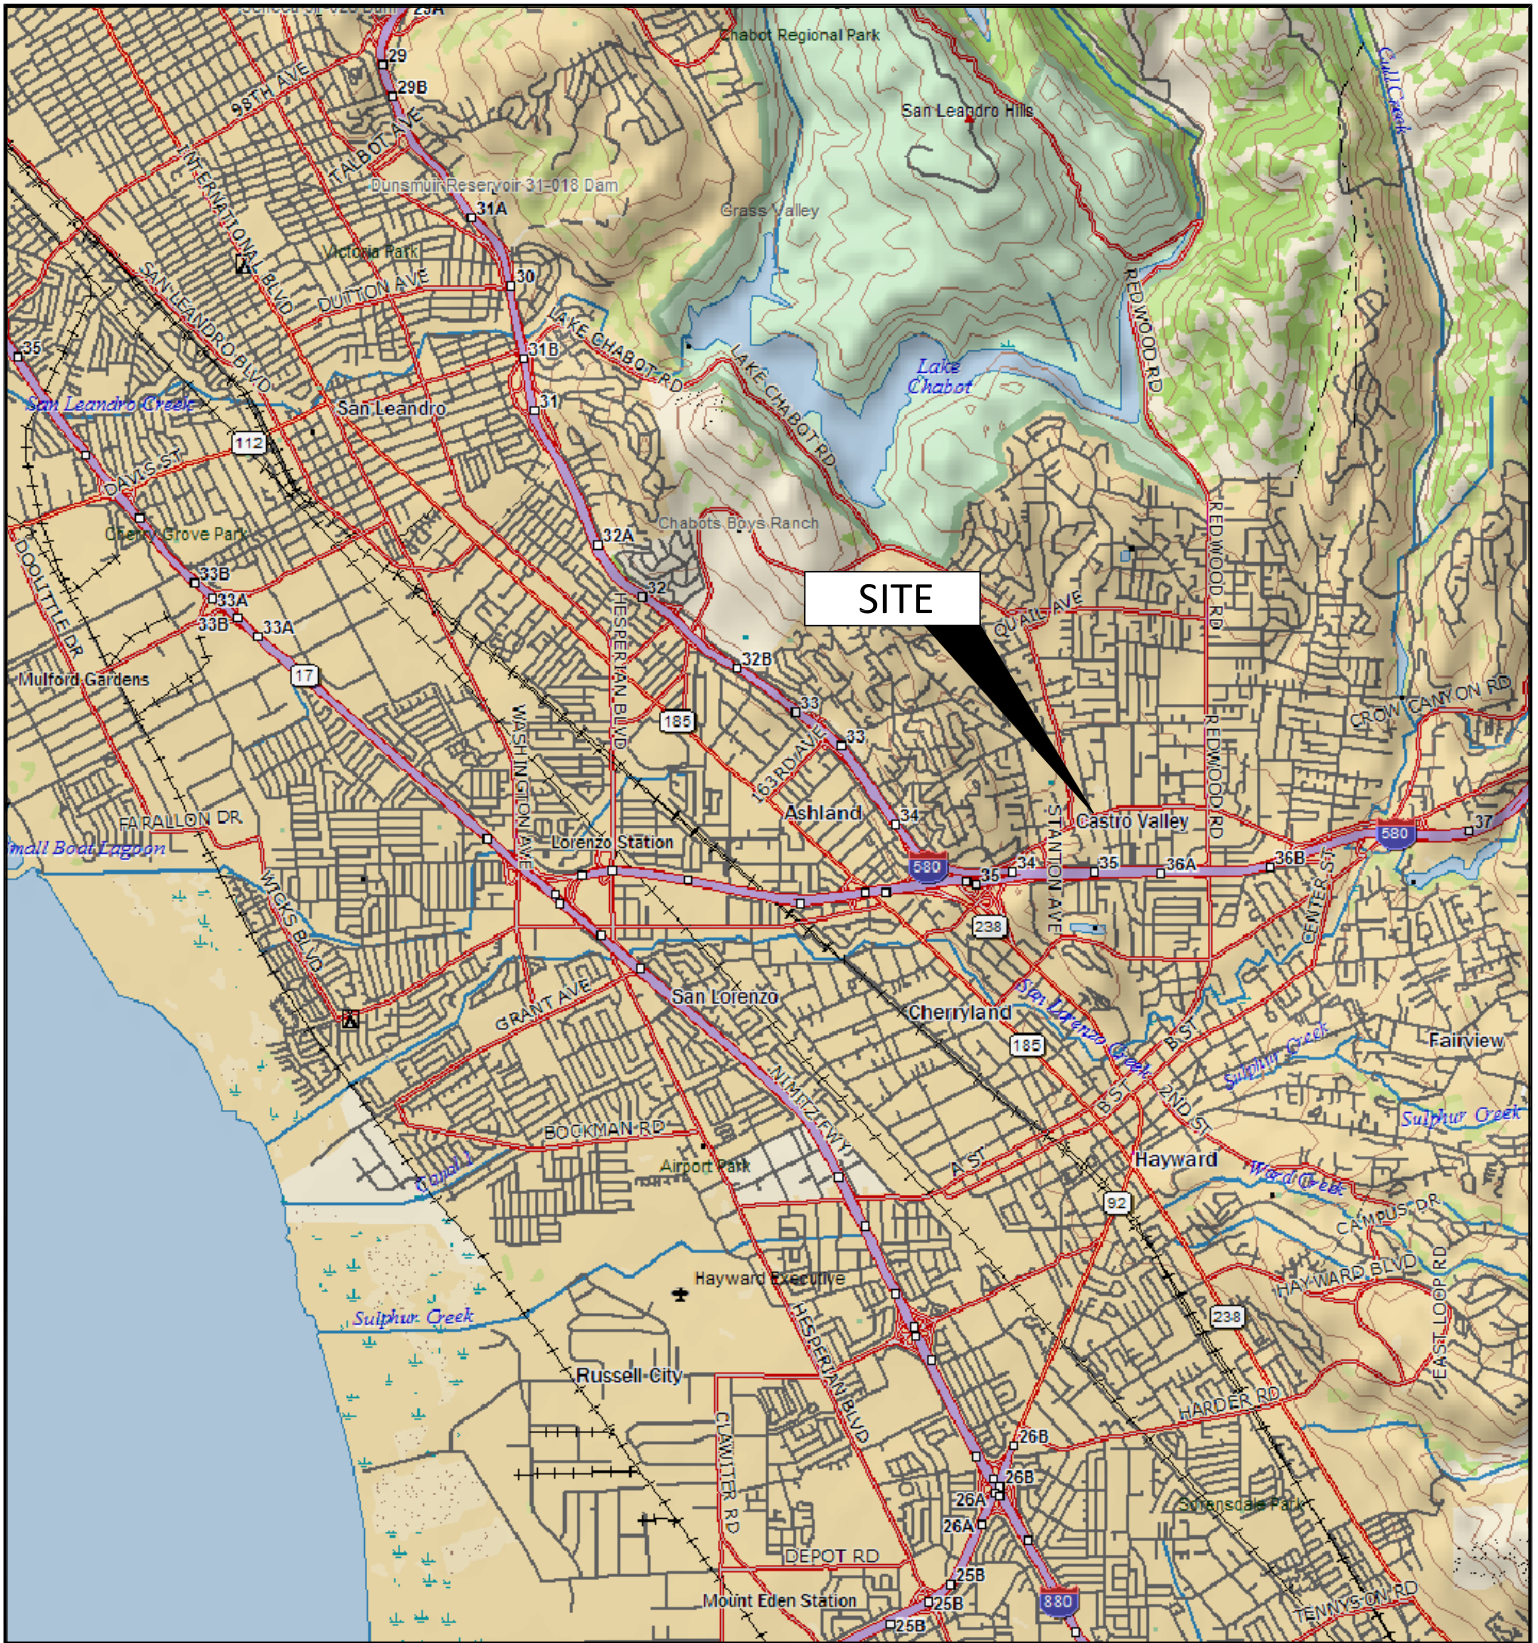 29A
Chabot Regional Park
29
98TH AVE
29B
San Leandro Hills
Cull Creek
TALBOT AVE
INTERNATIONAL BLVD
Dunsmuir Reservoir 31-018 Dam
31A
Grass Valley
Victoria Park
30
DUTTON AVE
SAN LEANDRO BLVD
REDWOOD RD
LAKE CHABOT RD
31B
35
LAKE CHABOT RD
Lake
Chabot
San Leandro Creek
San Leandro
31
112
DAVIS ST
Chabots Boys Ranch
Cherry Grove Park
32A
REDWOOD RD
DOOLITTLE DR
33B
33A
33B
33A
32
HESPERIAN BLVD
SITE
QUAIL AVE
32B
Mulford Gardens
17
CROW CANYON RD
33
185
WASHINGTON AVE
33
REDWOOD RD
163RD AVE
Ashland
34
FARALLON DR
STANTON AVE
Castro Valley
580
37
Lorenzo Station
mall Boat Lagoon
580
34
35
35
36A
36B
WICKS BLVD
CENTER ST
238
San Lorenzo
GRANT AVE
Cherryland
San Lorenzo Creek
185
B ST
Sulphur Creek
Fairview
NIMITZ FWY
B ST
2ND ST
Sulphur Creek
BOCKMAN RD
Airport Park
A ST
Hayward
Ward Creek
Canal 1
92
CAMPUS DR
HAYWARD BLVD
EAST LOOP RD
Hayward Executive
HESPERIAN BLVD
238
Sulphur Creek
Russell City
HARDER RD
CLAWITER RD
26B
26B
26A
26A
Sorensdale Park
DEPOT RD
25B
Mount Eden Station
25B
25B
880
TENNYSON RD